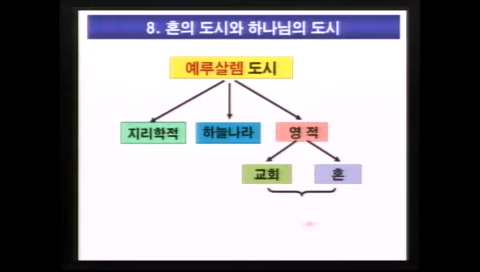 8. 혼의 도시와 하나님의 도시
예루살렘 도시
지리학적 하늘나라 영 적
교회 혼